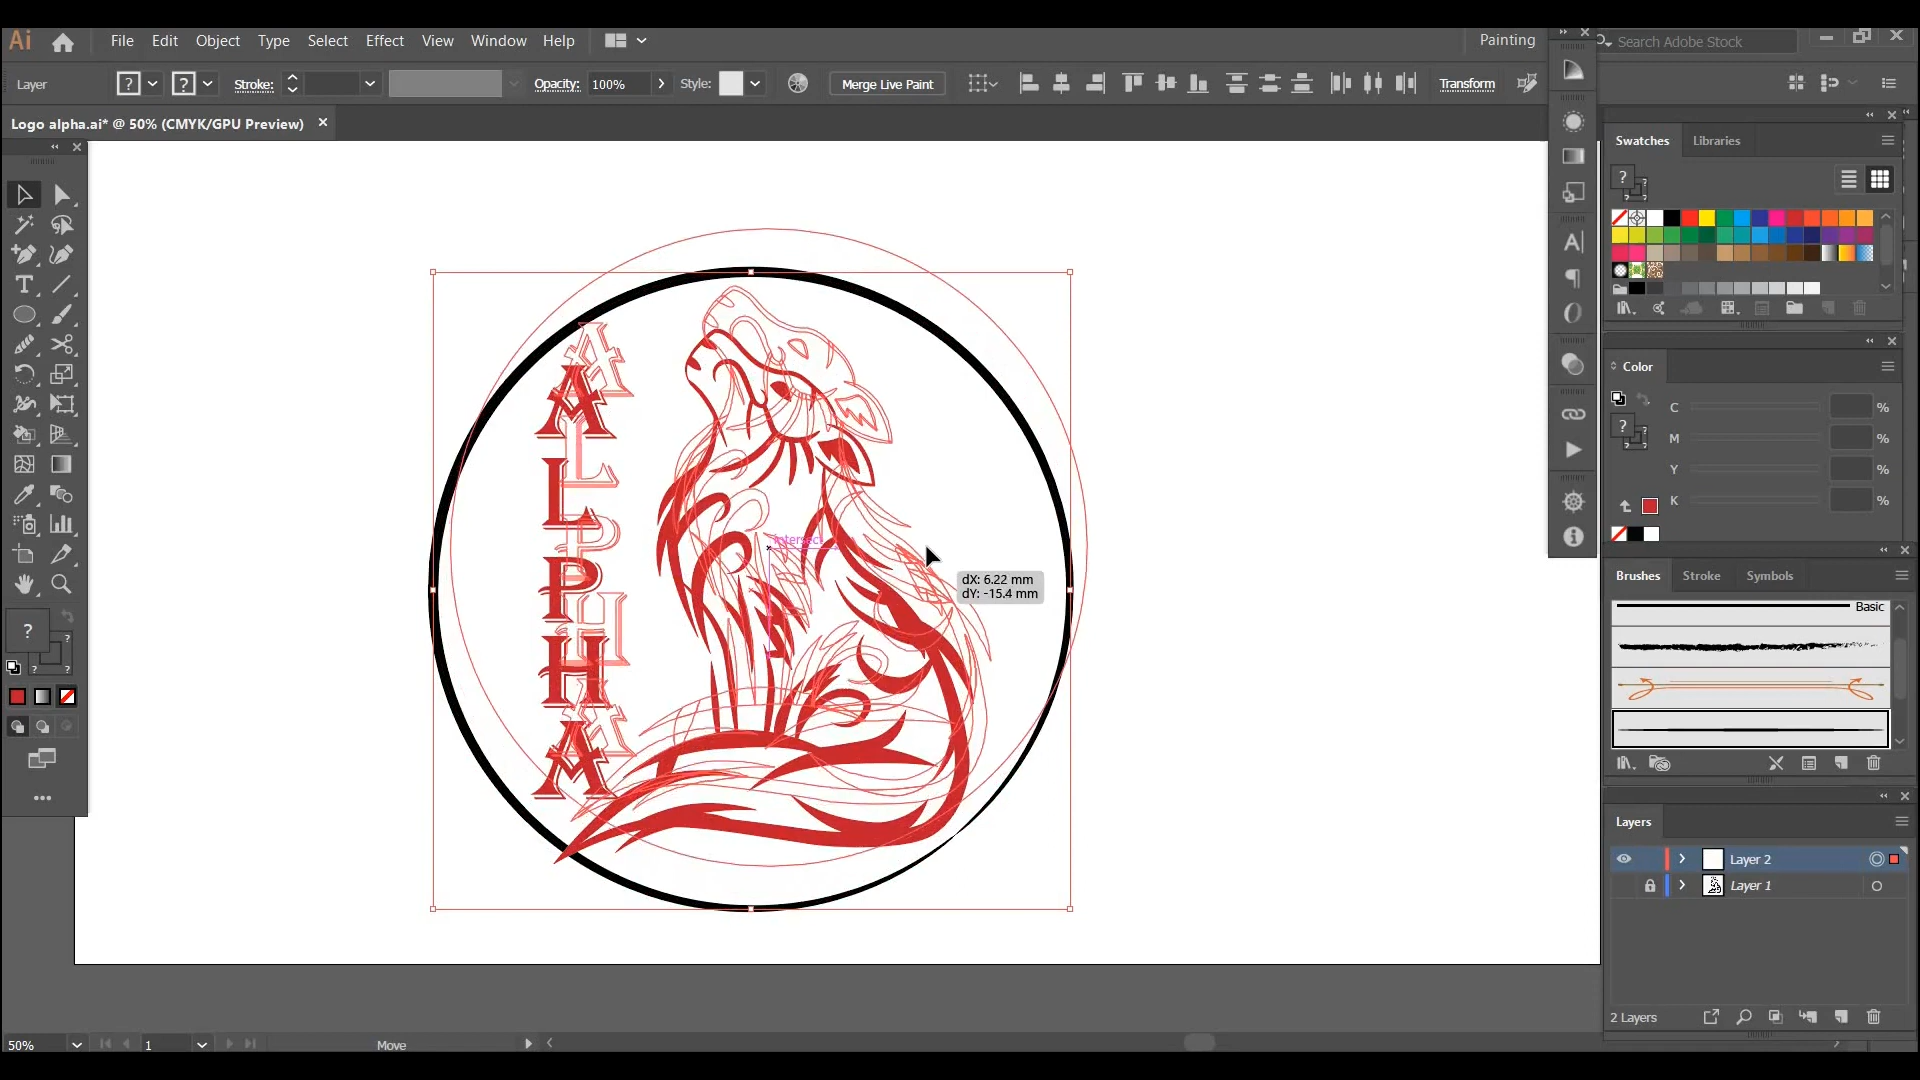 Ai File Edit Object Type Select Effect View Window Help Painting Search Adobe Stock
Layer ? ? Stroke: Opacity: 100% Style: Merge Live Paint Transform
Logo alpha.ai* @ 50% (CMYK/GPU Preview)
Swatches Libraries
?
A
L
P
H
A
intersect
dX: 6.22 mm
dY: -15.4 mm
Color
C %
M %
? Y %
K %
Brushes Stroke Symbols
Basic
?
Layers
Layer 2
Layer 1
2 Layers
50% 1 Move